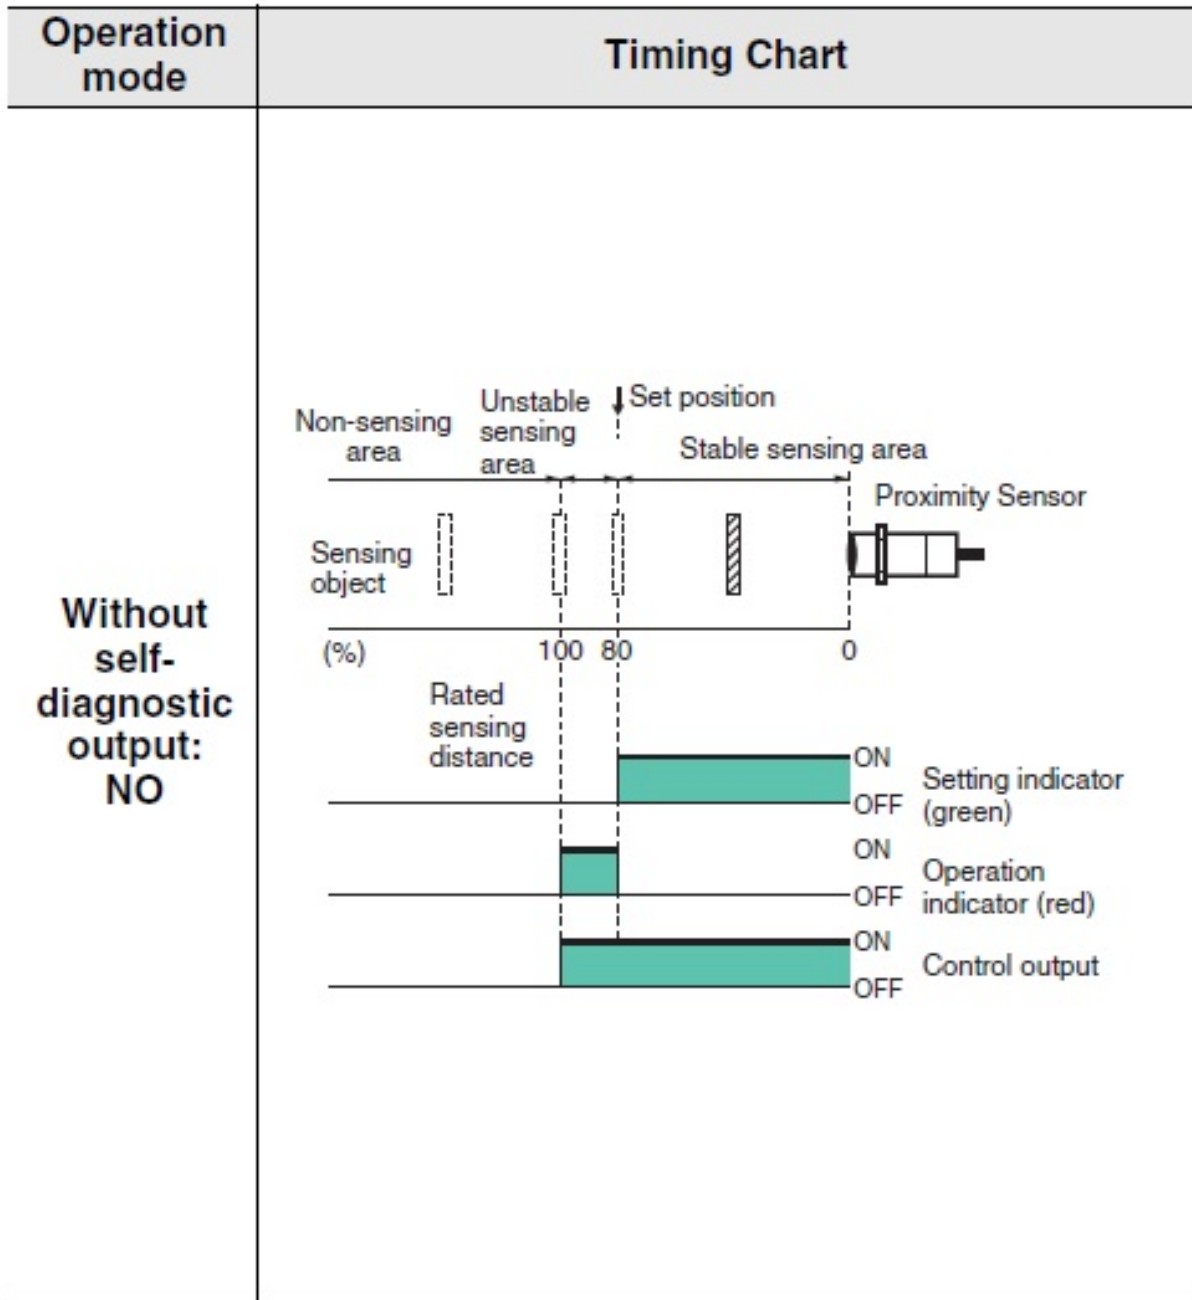 Operation
mode
Timing Chart
Without
self-
diagnostic
output:
NO
Non-sensing
area
Unstable
sensing
area
Set position
Stable sensing area
Proximity Sensor
Sensing
object
(%)
100 80 0
Rated
sensing
distance
ON
OFF
Setting indicator
(green)
ON
OFF
Operation
indicator (red)
ON
OFF
Control output